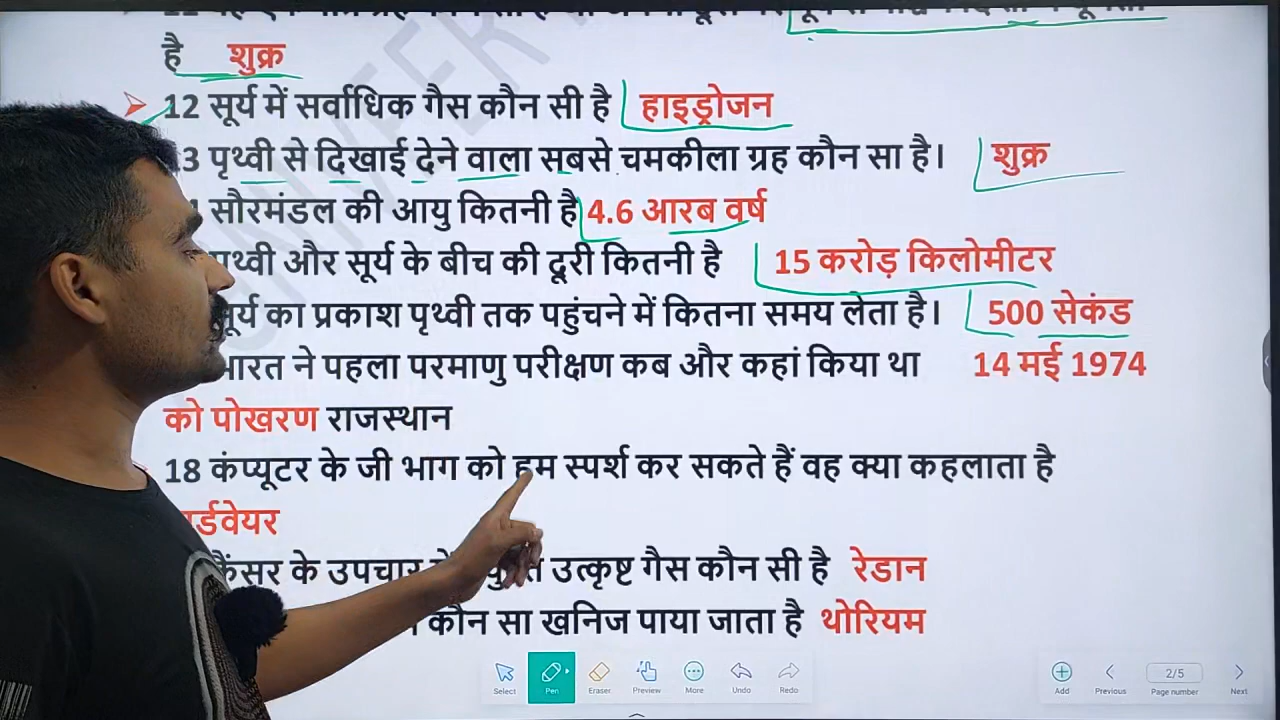 है शुक्र
12 सूर्य में सर्वाधिक गैस कौन सी है हाइड्रोजन
पृथ्वी से दिखाई देने वाला सबसे चमकीला ग्रह कौन सा है। शुक्र
सौरमंडल की आयु कितनी है 4.6 आरब वर्ष
और सूर्य के बीच की दूरी कितनी है 15 करोड़ किलोमीटर
का प्रकाश पृथ्वी तक पहुंचने में कितना समय लेता है। 500 सेकंड
ने पहला परमाणु परीक्षण कब और कहां किया था 14 मई 1974
को पोखरण राजस्थान
18 कंप्यूटर के जी भाग को हम स्पर्श कर सकते हैं वह क्या कहलाता है
कैंसर के उपचार उत्कृष्ट गैस कौन सी है रेडान
कौन सा खनिज पाया जाता है थोरियम
Select Pen Eraser Preview More Undo Redo Add Previous 2/5 Page number Next